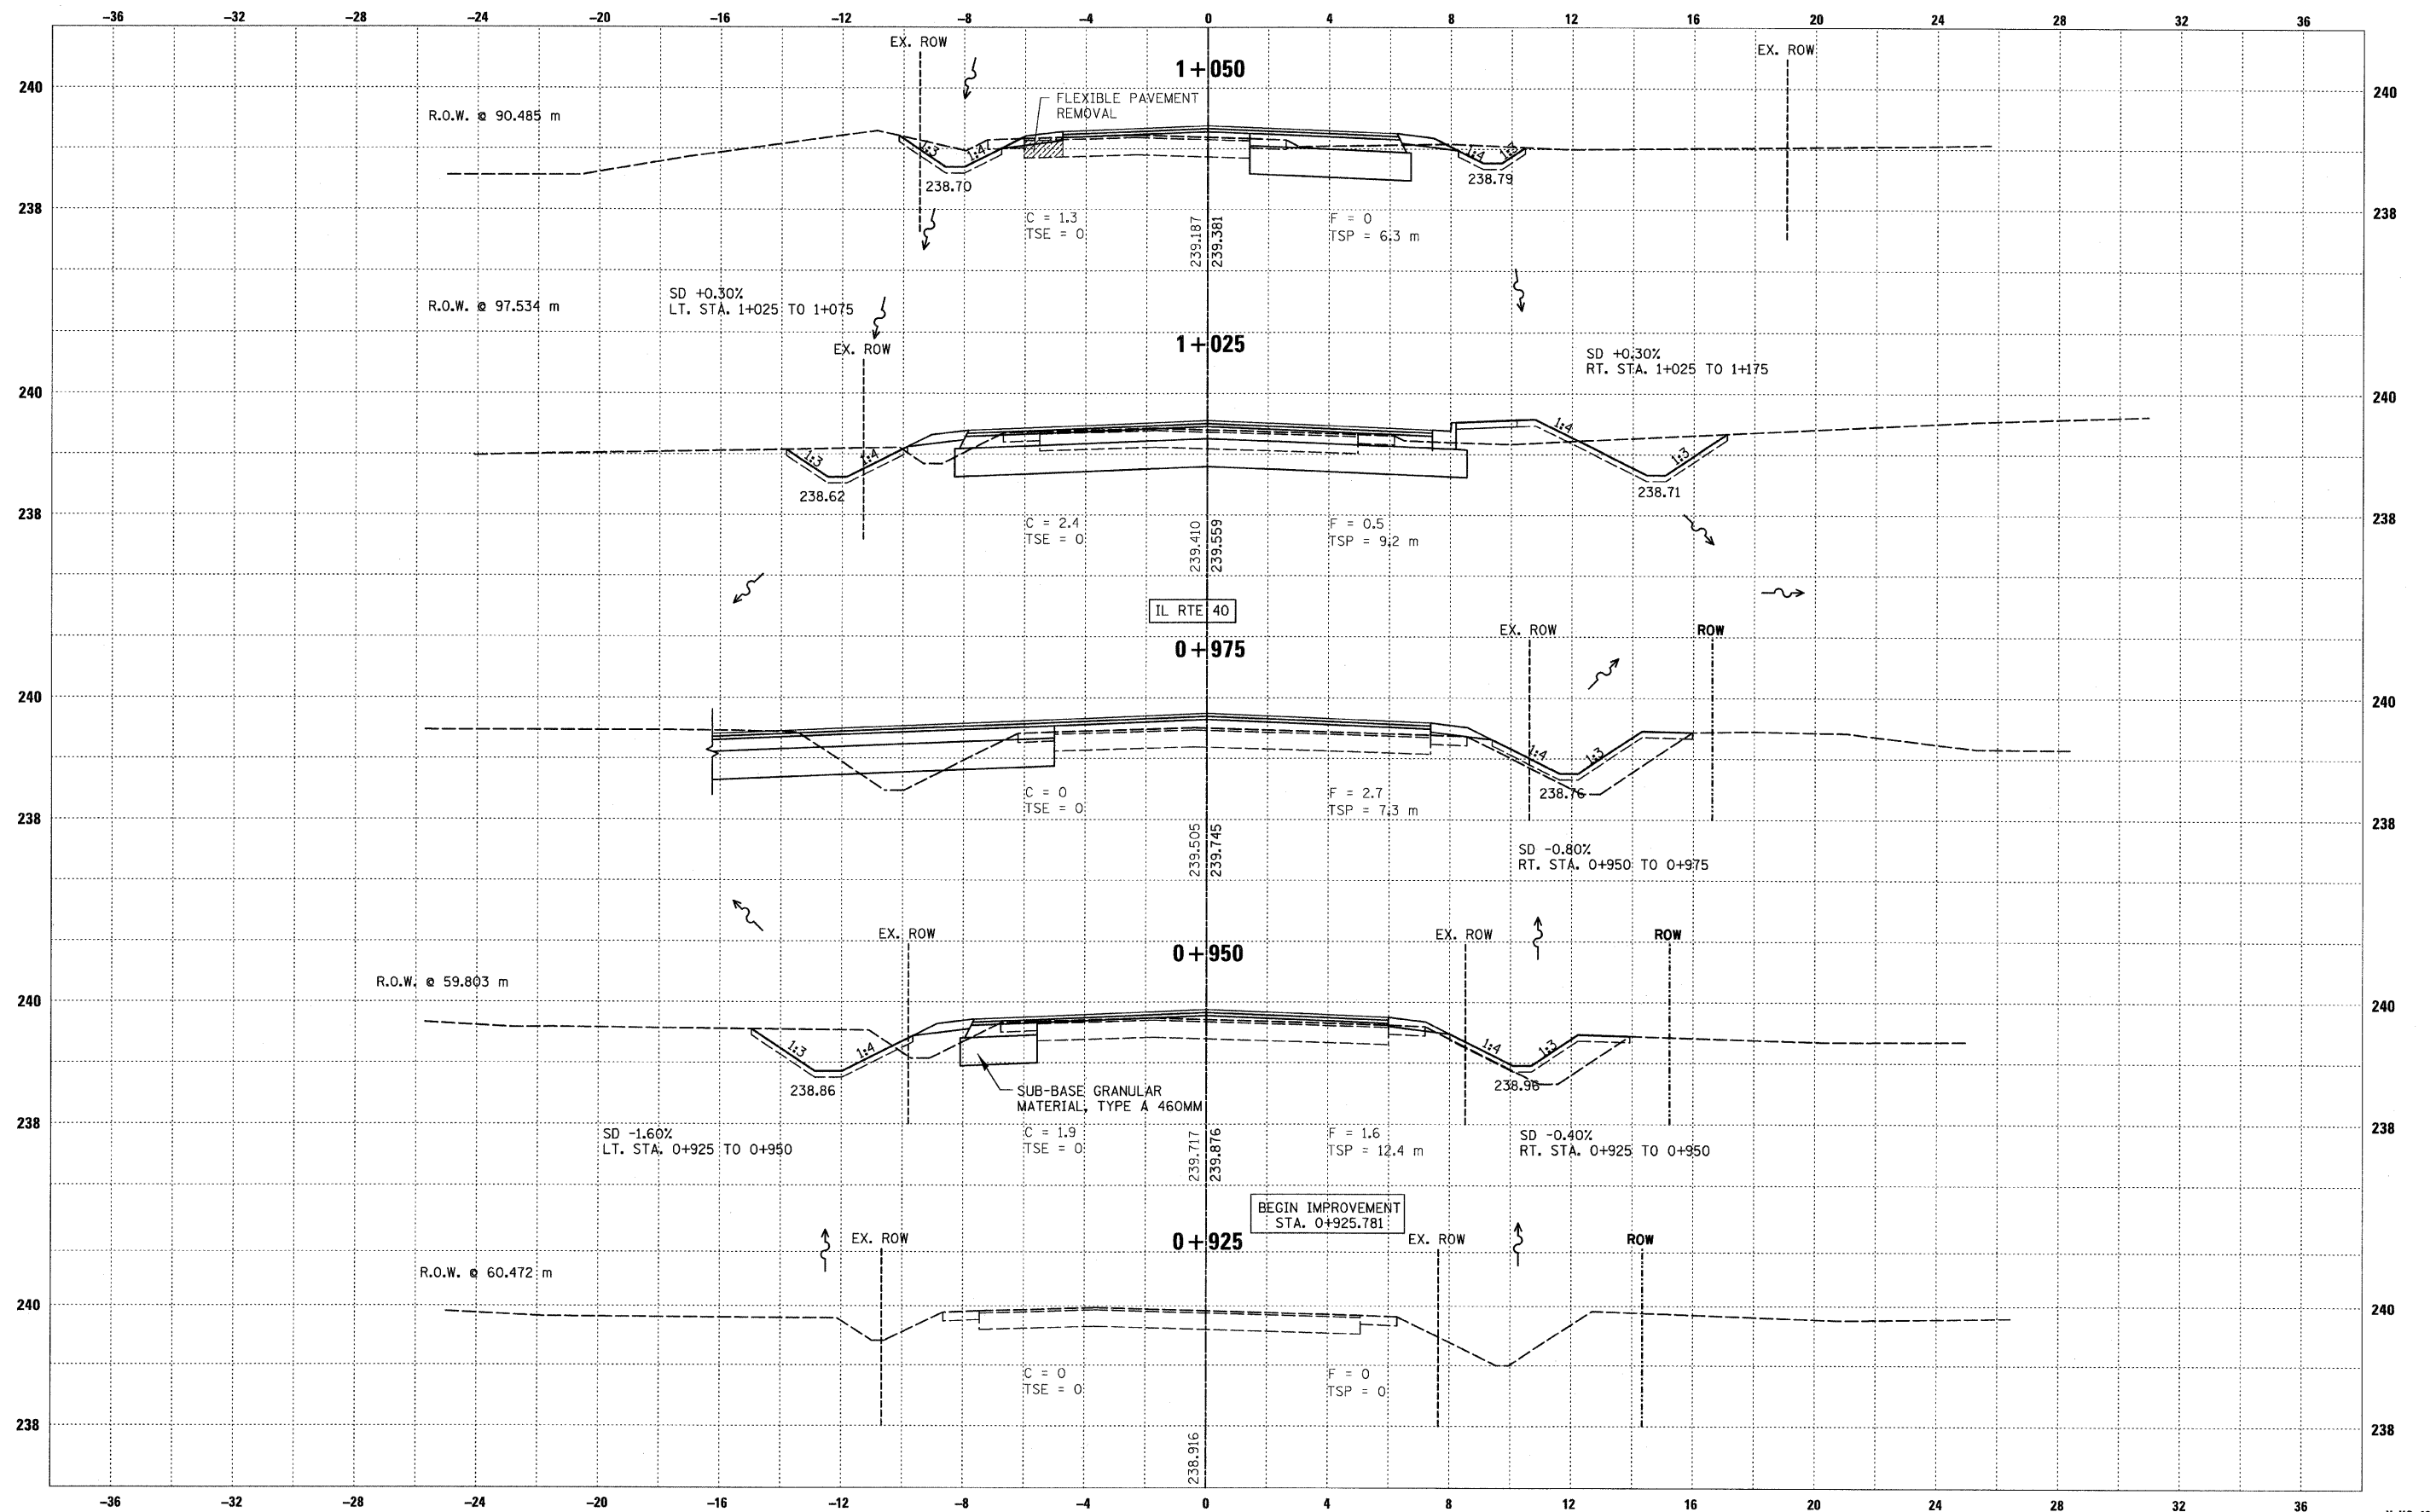 -36 -32 -28 -24 -20 -16 -12 -8 -4 0 4 8 12 16 20 24 28 32 36
EX. ROW
EX. ROW
1+050
240
240
FLEXIBLE PAVEMENT
REMOVAL
R.O.W. @ 90.485 m
1:3
1:4
1:4
238.70
238.79
238
238
C = 1.3
TSE = 0
239.187
239.381
F = 0
TSP = 6.3 m
SD +0.30%
LT. STA. 1+025 TO 1+075
R.O.W. @ 97.534 m
EX. ROW
1+025
SD +0.30%
RT. STA. 1+025 TO 1+175
240
240
1:3
1:4
1:4
1:3
238.62
238.71
238
238
C = 2.4
TSE = 0
239.410
239.559
F = 0.5
TSP = 9.2 m
IL RTE 40
EX. ROW
ROW
0+975
240
240
1:4
1:3
238.76
C = 0
TSE = 0
F = 2.7
TSP = 7.3 m
238
238
239.505
239.745
SD -0.80%
RT. STA. 0+950 TO 0+975
EX. ROW
EX. ROW
ROW
0+950
R.O.W. @ 59.803 m
240
240
1:3
1:4
1:4
1:3
238.86
238.96
SUB-BASE GRANULAR
MATERIAL, TYPE A 460MM
238
238
SD -1.60%
LT. STA. 0+925 TO 0+950
C = 1.9
TSE = 0
239.717
239.876
F = 1.6
TSP = 12.4 m
SD -0.40%
RT. STA. 0+925 TO 0+950
BEGIN IMPROVEMENT
STA. 0+925.781
EX. ROW
0+925
EX. ROW
ROW
R.O.W. @ 60.472 m
240
240
C = 0
TSE = 0
F = 0
TSP = 0
238
238
238.916
-36 -32 -28 -24 -20 -16 -12 -8 -4 0 4 8 12 16 20 24 28 32 36